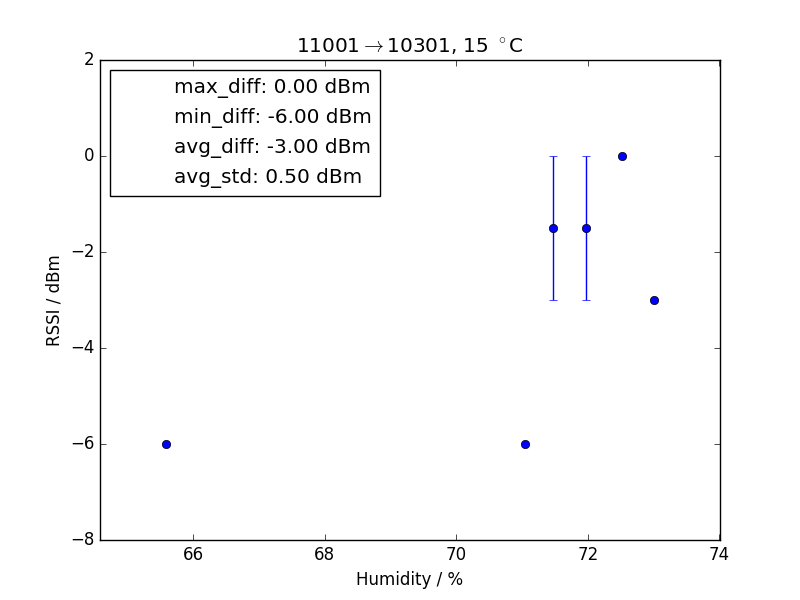 11001→10301, 15 °C
max_diff: 0.00 dBm
min_diff: -6.00 dBm
avg_diff: -3.00 dBm
avg_std: 0.50 dBm
2
0
−2
−4
−6
−8
RSSI / dBm
66 68 70 72 74
Humidity / %